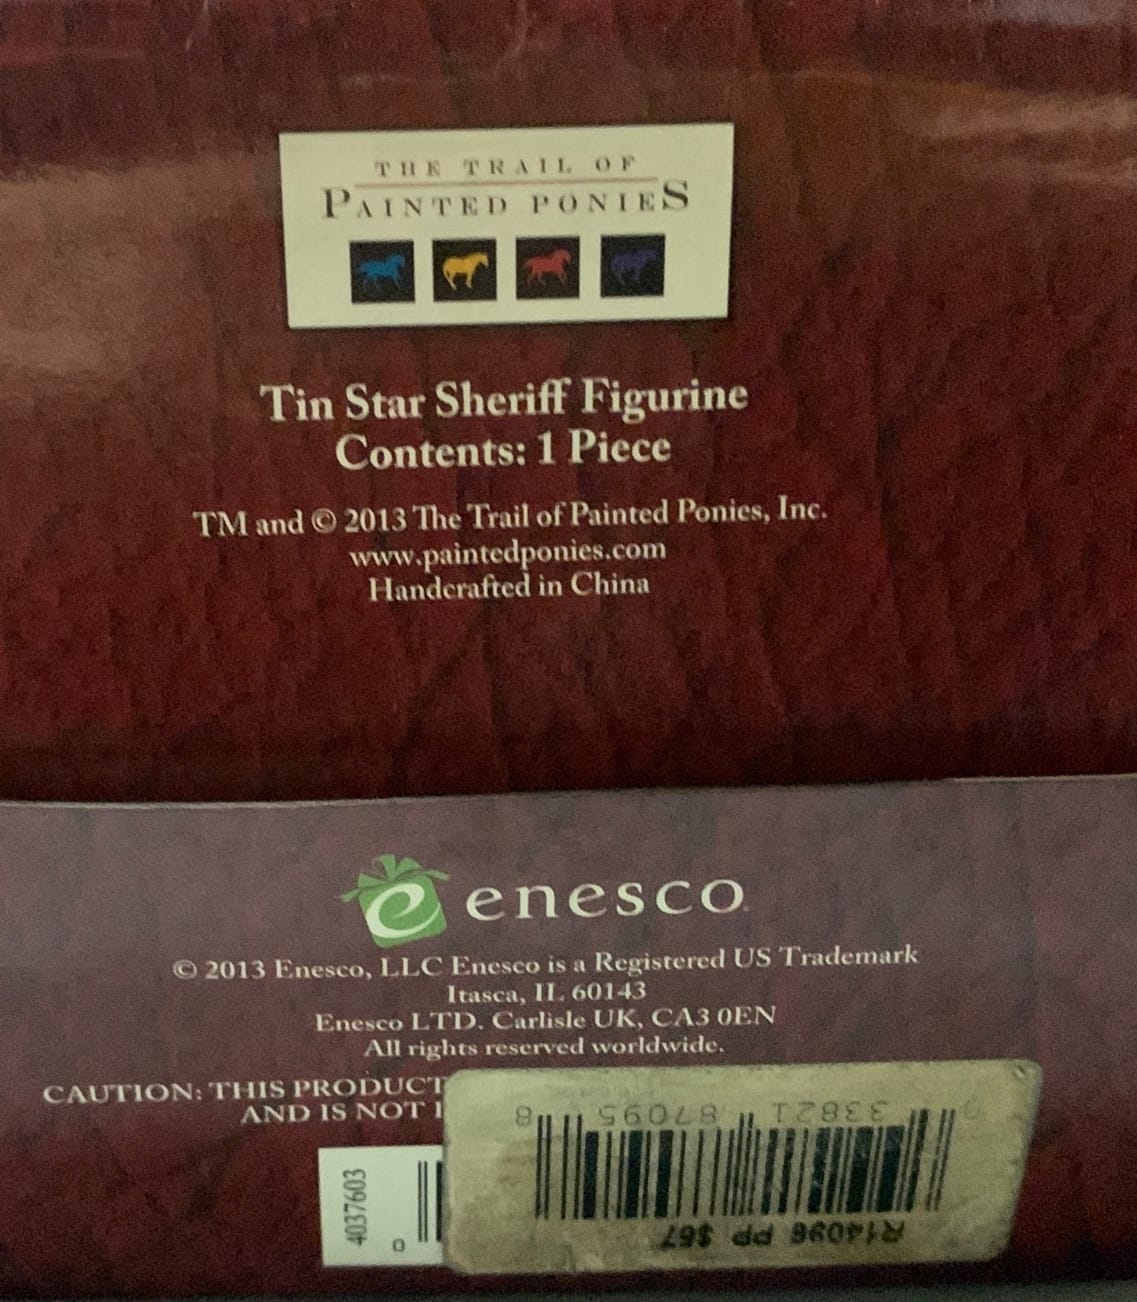 THE TRAIL OF
PAINTED PONIES
Tin Star Sheriff Figurine
Contents: 1 Piece
TM and © 2013 The Trail of Painted Ponies, Inc.
www.paintedponies.com
Handcrafted in China
enesco
© 2013 Enesco, LLC Enesco is a Registered US Trademark
Itasca, IL 60143
Enesco LTD. Carlisle UK, CA3 0EN
All rights reserved worldwide.
CAUTION: THIS PRODUCT
AND IS NOT
4037603
0
0 33821 87095 8
R14096 PP $67